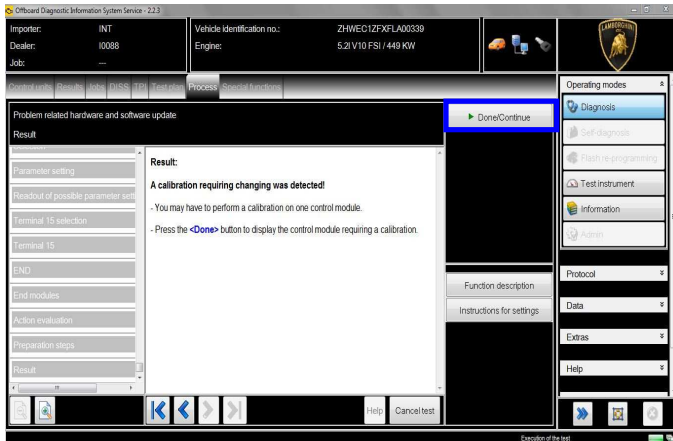 Offboard Diagnostic Information System Service - 2.2.3
Importer: INT
Dealer: I0088
Job: ---
Vehicle identification no.: ZHWEC1ZFXFLA00339
Engine: 5.2l V10 FSI / 449 KW
LAMBORGHINI
Control units Results Jobs DISS TPI Test plan Process Special functions
Problem related hardware and software update
Result
Done/Continue
Parameter setting
Readout of possible parameter setti
Terminal 15 selection
Terminal 15
END
End modules
Action evaluation
Preparation steps
Result
Result:
A calibration requiring changing was detected!
- You may have to perform a calibration on one control module.
- Press the <Done> button to display the control module requiring a calibration.
Function description
Instructions for settings
Help
Cancel test
Operating modes
Diagnosis
Self-diagnosis
Flash re-programming
Test instrument
Information
Admin
Protocol
Data
Extras
Help
Execution of the test